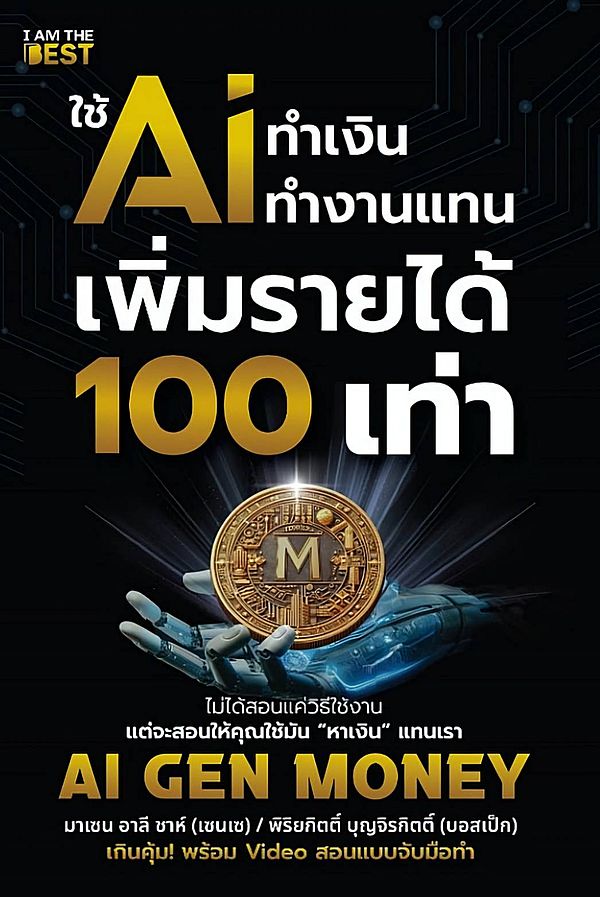 I AM THE
BEST
ใช้ Ai ทำเงิน
ทำงานแทน
เพิ่มรายได้
100 เท่า
M
ไม่ได้สอนแค่วิธีใช้งาน
แต่จะสอนให้คุณใช้มัน “หาเงิน” แทนเรา
AI GEN MONEY
มาเซน อาลี ชาห์ (เซนเซ) / พิริยกิตติ์ บุญจิรกิตติ์ (บอสเป็ก)
เกินคุ้ม! พร้อม Video สอนแบบจับมือทำ